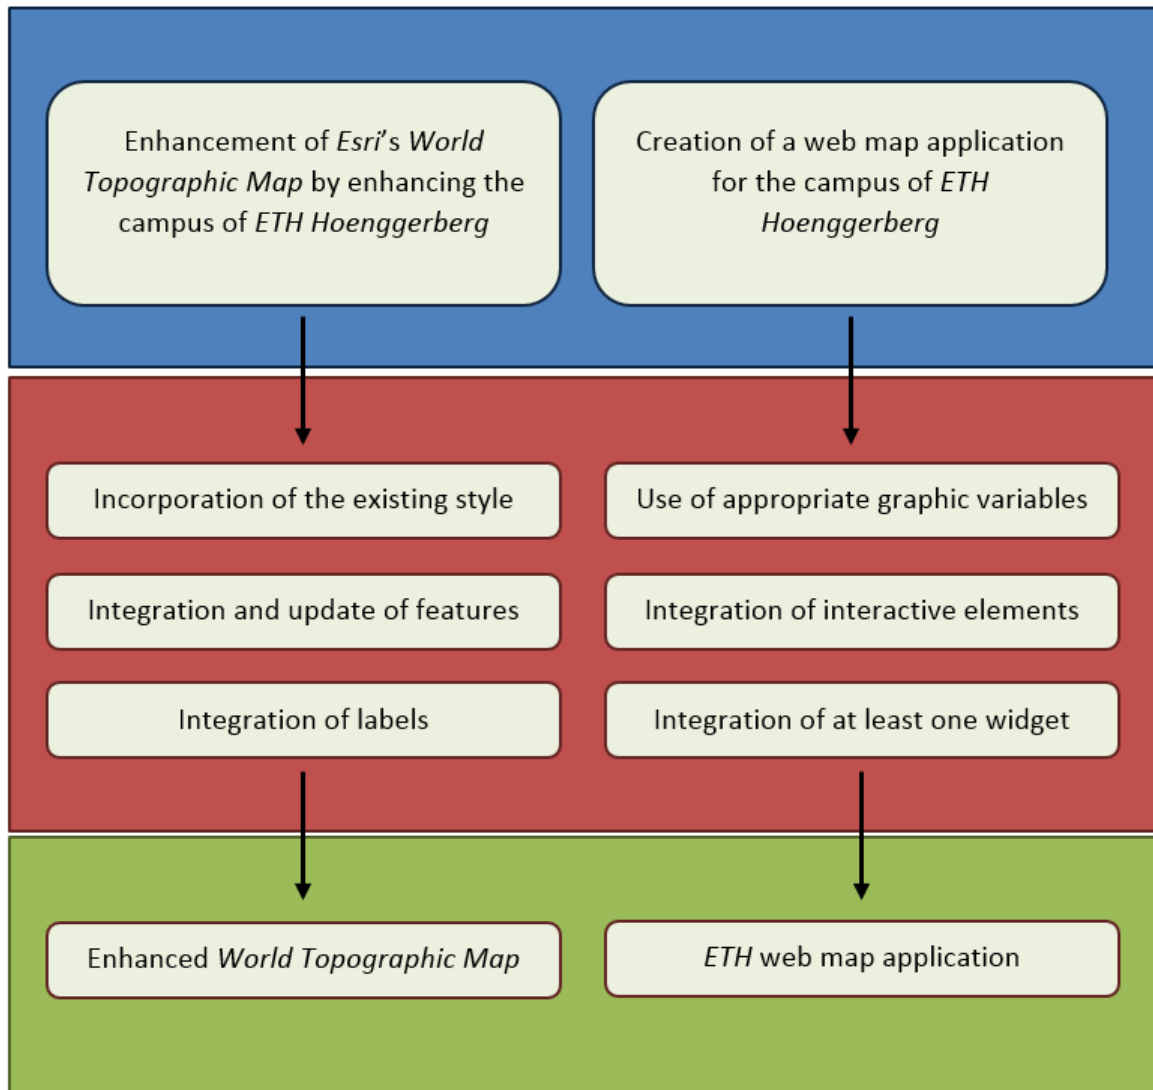 Enhancement of Esri's World
Topographic Map by enhancing the
campus of ETH Hoenggerberg
Creation of a web map application
for the campus of ETH
Hoenggerberg
Incorporation of the existing style
Use of appropriate graphic variables
Integration and update of features
Integration of interactive elements
Integration of labels
Integration of at least one widget
Enhanced World Topographic Map
ETH web map application